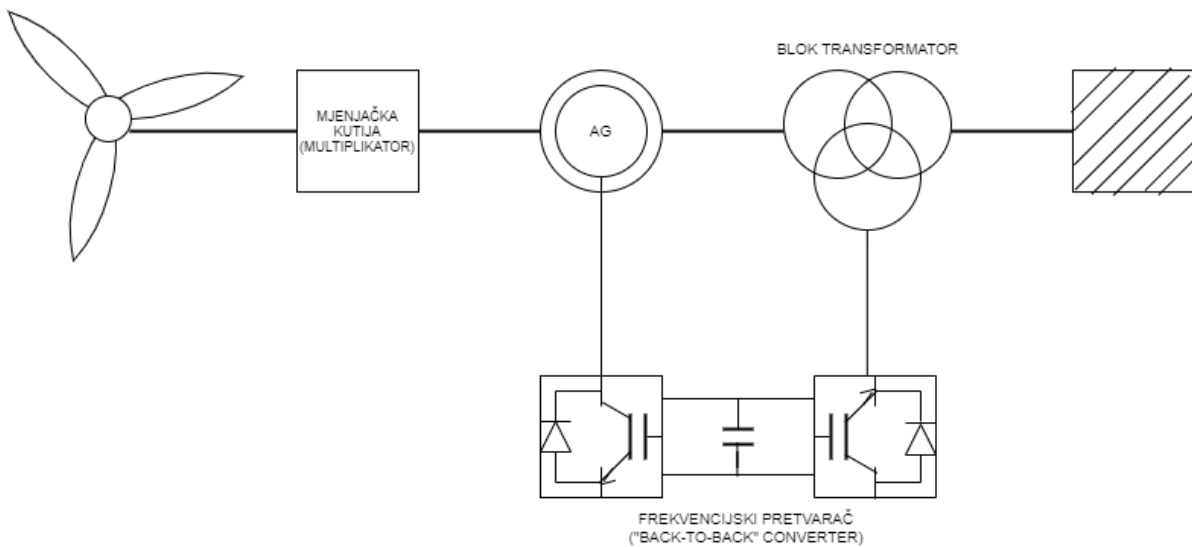 BLOK TRANSFORMATOR
MJENJAČKA
KUTIJA
(MULTIPLIKATOR)
AG
FREKVENCIJSKI PRETVARAČ
("BACK-TO-BACK" CONVERTER)